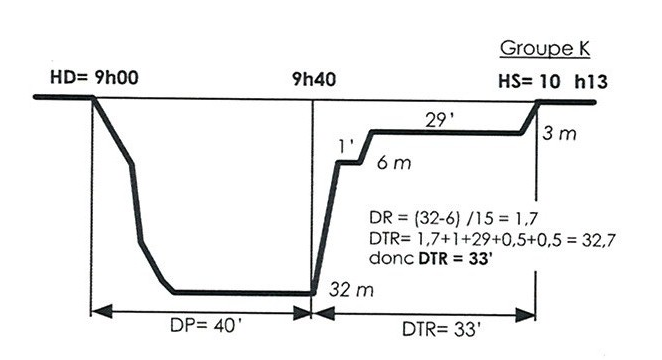 Groupe K
HD= 9h00
9h40
HS= 10 h13
29'
3 m
1'
6 m
DR = (32-6) /15 = 1,7
DTR= 1,7+1+29+0,5+0,5 = 32,7
donc DTR = 33'
32 m
DP= 40'
DTR= 33'